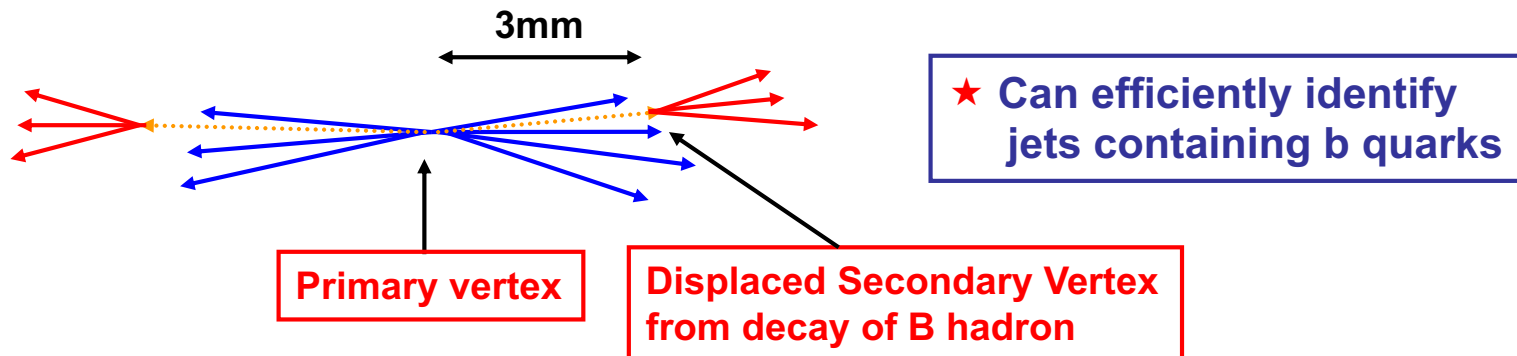 3mm
★ Can efficiently identify
jets containing b quarks
Primary vertex
Displaced Secondary Vertex
from decay of B hadron